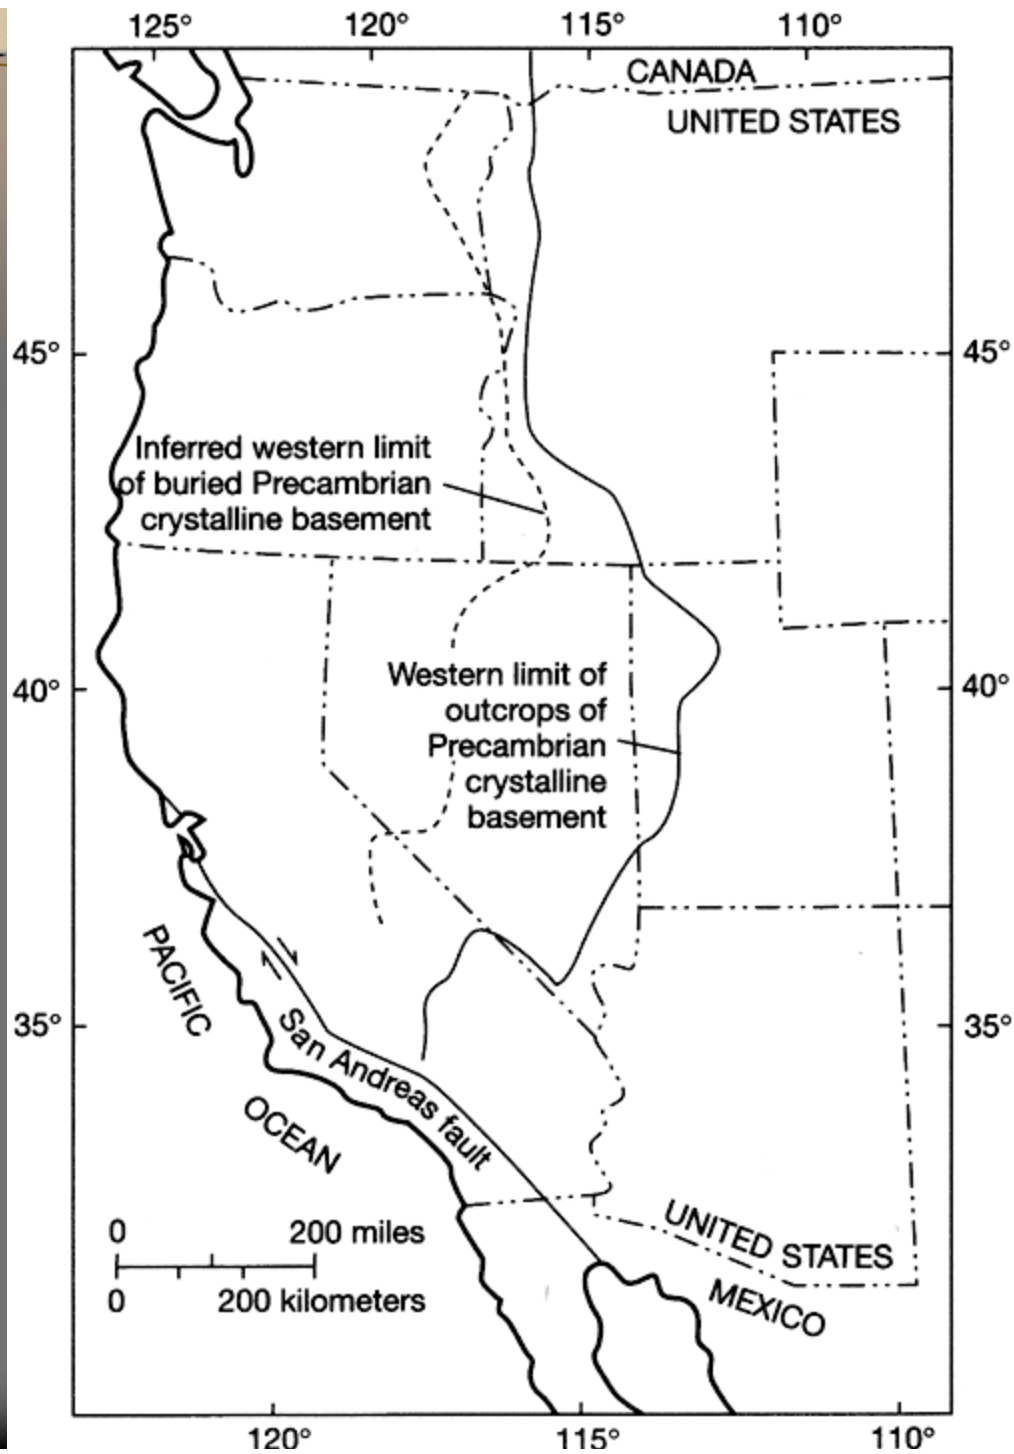 125° 120° 115° 110°
CANADA
UNITED STATES
45° 45°
Inferred western limit
of buried Precambrian
crystalline basement
Western limit of
outcrops of
Precambrian
crystalline
basement
40° 40°
PACIFIC
OCEAN
35° 35°
San Andreas fault
0 200 miles
0 200 kilometers
UNITED STATES
MEXICO
120° 115° 110°